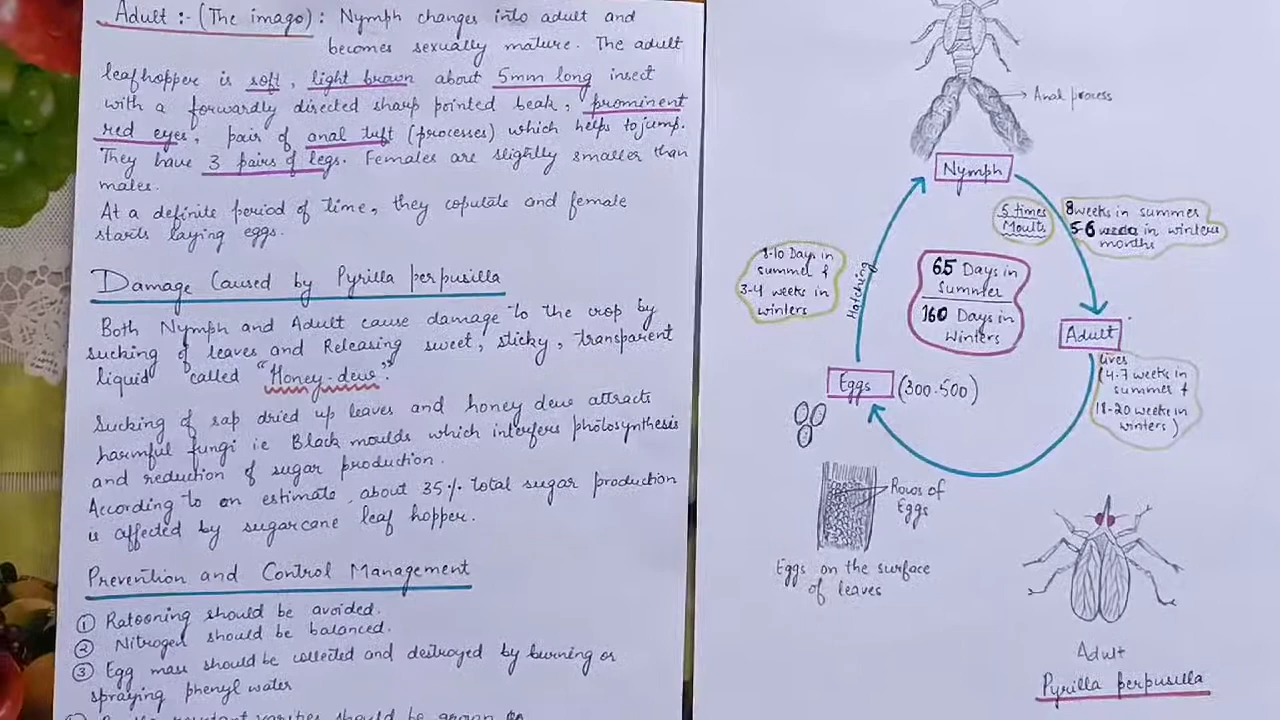 Adult :- (The imago) : Nymph changes into adult and
becomes sexually mature. The adult
leafhopper is soft, light brown about 5mm long insect
with a forwardly directed sharp pointed beak, prominent
red eyes, pair of anal tuft (processes) which helps to jump.
They have 3 pairs of legs. Females are slightly smaller than
males.
At a definite period of time, they copulate and female
starts laying eggs.
Damage Caused by Pyrilla perpusilla
Both Nymph and Adult cause damage to the crop by
sucking of leaves and Releasing sweet, sticky, transparent
liquid called "Honey-dew".
Sucking of sap dried up leaves and honey dew attracts
harmful fungi ie Black moulds which interfers photosynthesis
and reduction of sugar production.
According to an estimate, about 35% total sugar production
is affected by sugarcane leaf hopper.
Prevention and Control Management
① Ratooning should be avoided.
② Nitrogen should be balanced.
③ Egg mass should be collected and destroyed by burning or
spraying phenyl water
resistant varities should be grown
Anal process
Nymph
5 times
Moults
8weeks in summer
5-6 weeks in winters
months
8-10 Days in
summer &
3-4 weeks in
winters
Hatching
65 Days in
Summer
160 Days in
Winters
Adult
lives
(4-7 weeks in
summer &
18-20 weeks in
winters)
Eggs (300-500)
Rows of
Eggs
Eggs on the surface
of leaves
Adult
Pyrilla perpusilla